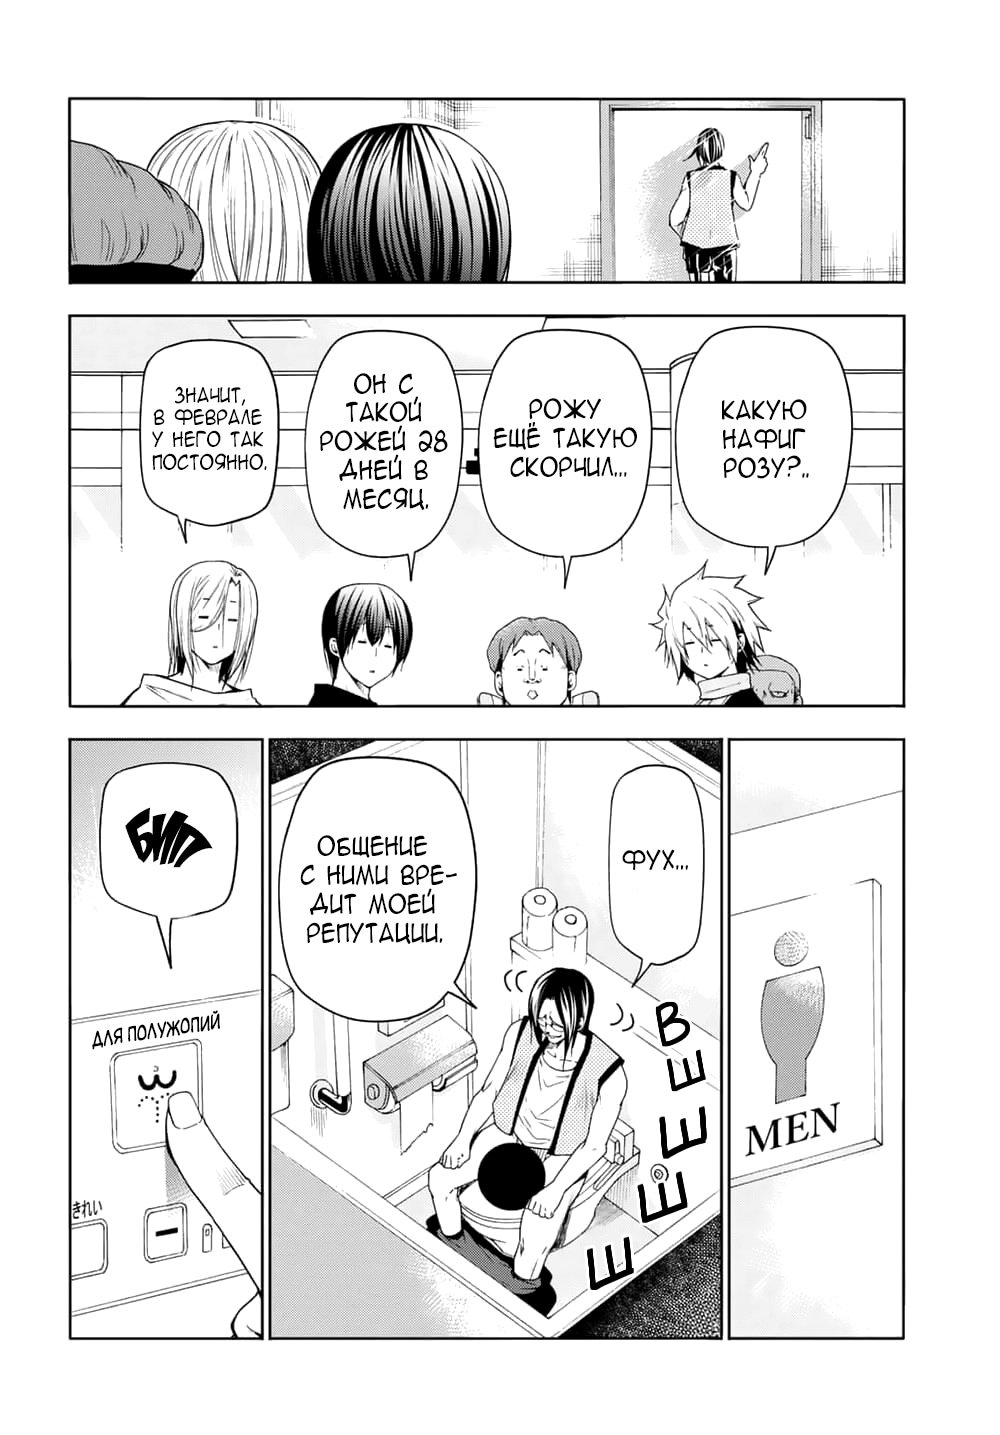 КАКУЮ
НАФИГ
РОЗУ?..
РОЖУ
ЕЩЁ ТАКУЮ
СКОРЧИЛ...
ОН С
ТАКОЙ
РОЖЕЙ 28
ДНЕЙ В
МЕСЯЦ.
ЗНАЧИТ,
В ФЕВРАЛЕ
У НЕГО ТАК
ПОСТОЯННО.
MEN
ФУХ...
ОБЩЕНИЕ
С НИМИ ВРЕ-
ДИТ МОЕЙ
РЕПУТАЦИИ.
В Е Е Е Ш Ш Ш
БИП
ДЛЯ ПОЛУЖОПИЙ
きれい